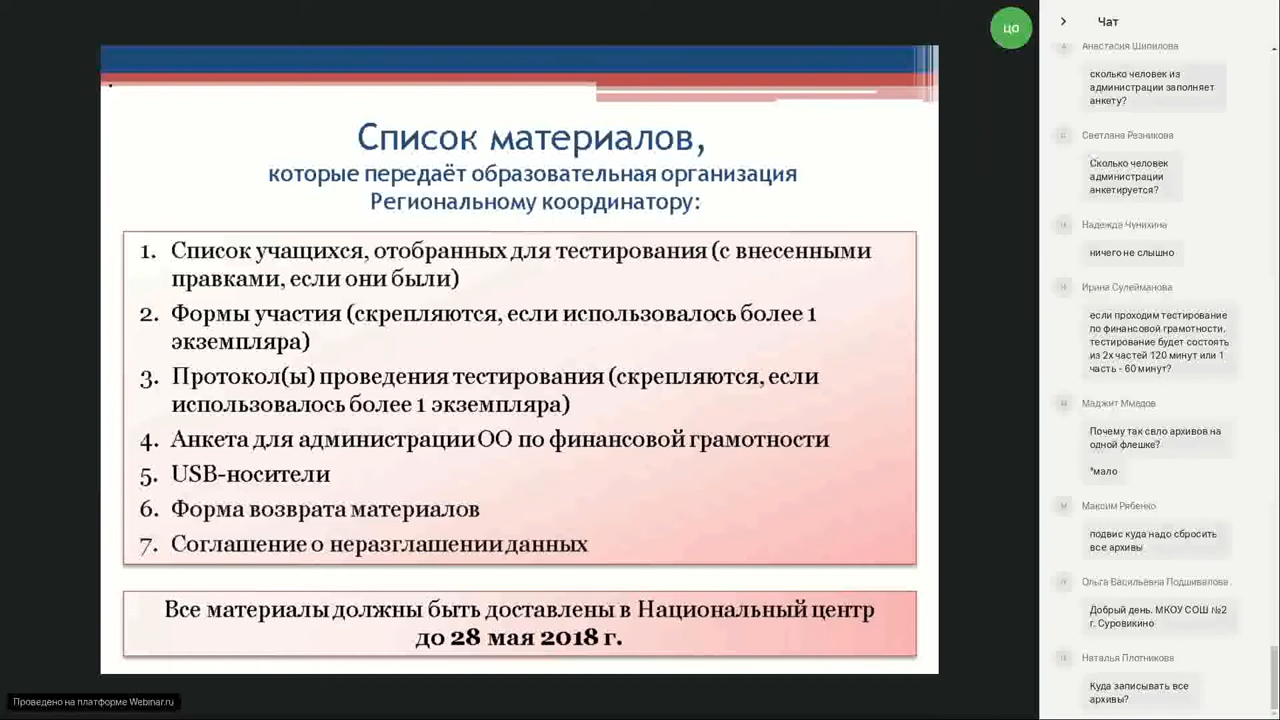 ЦО
Чат
Список материалов,
которые передаёт образовательная организация
Региональному координатору:
1. Список учащихся, отобранных для тестирования (с внесенными
правками, если они были)
2. Формы участия (скрепляются, если использовалось более 1
экземпляра)
3. Протокол(ы) проведения тестирования (скрепляются, если
использовалось более 1 экземпляра)
4. Анкета для администрации ОО по финансовой грамотности
5. USB-носители
6. Форма возврата материалов
7. Соглашение о неразглашении данных
Все материалы должны быть доставлены в Национальный центр
до 28 мая 2018 г.
Проведено на платформе Webinar.ru
Анастасия Шипилова
сколько человек из
администрации заполняет
анкету?
Светлана Резникова
Сколько человек
администрации
анкетируется?
Надежда Чунихина
ничего не слышно
Ирина Сулейманова
если проходим тестирование
по финансовой грамотности,
тестирование будет состоять
из 2х частей 120 минут или 1
часть - 60 минут?
Маджит Ммедов
Почему так свло архивов на
одной флешке?
*мало
Максим Рябенко
подвис куда надо сбросить
все архивы
Ольга Васильевна Подшивалова
Добрый день. МКОУ СОШ №2
г. Суровикино
Наталья Плотникова
Куда записывать все
архивы?